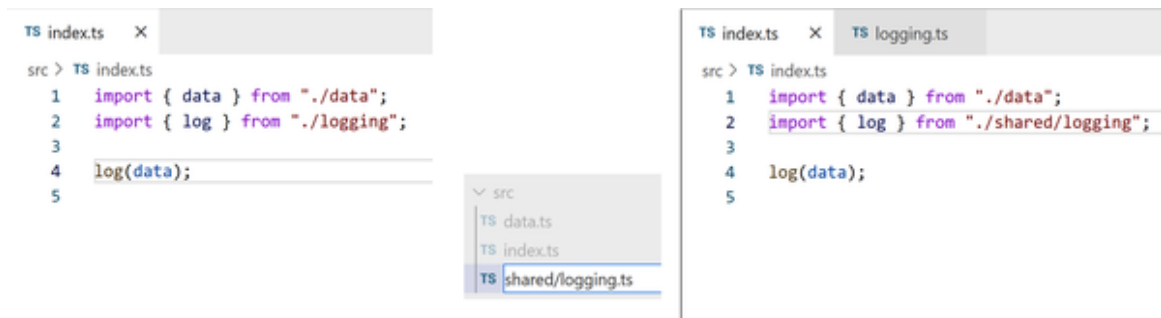 TS index.ts X
src > TS index.ts
1 import { data } from "./data";
2 import { log } from "./logging";
3
4 log(data);
5
src
TS data.ts
TS index.ts
TS shared/logging.ts
TS index.ts X TS logging.ts
src > TS index.ts
1 import { data } from "./data";
2 import { log } from "./shared/logging";
3
4 log(data);
5